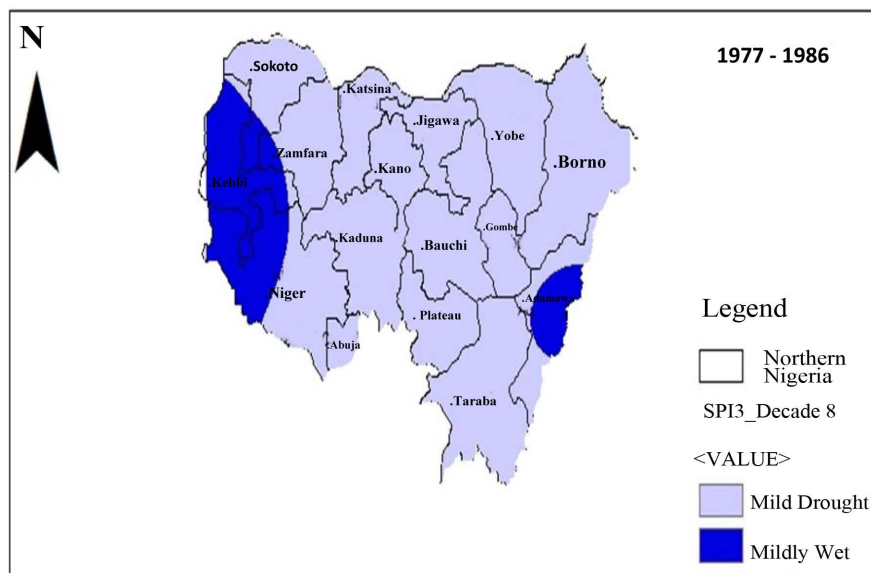 N
1977 - 1986
.Sokoto
.Katsina
.Jigawa
.Yobe
.Zamfara
.Borno
.Kano
.Kebbi
.Gombe
.Kaduna
.Bauchi
.Niger
.Adamawa
. Plateau
.Abuja
.Taraba
Legend
Northern
Nigeria
SPI3_Decade 8
<VALUE>
Mild Drought
Mildly Wet